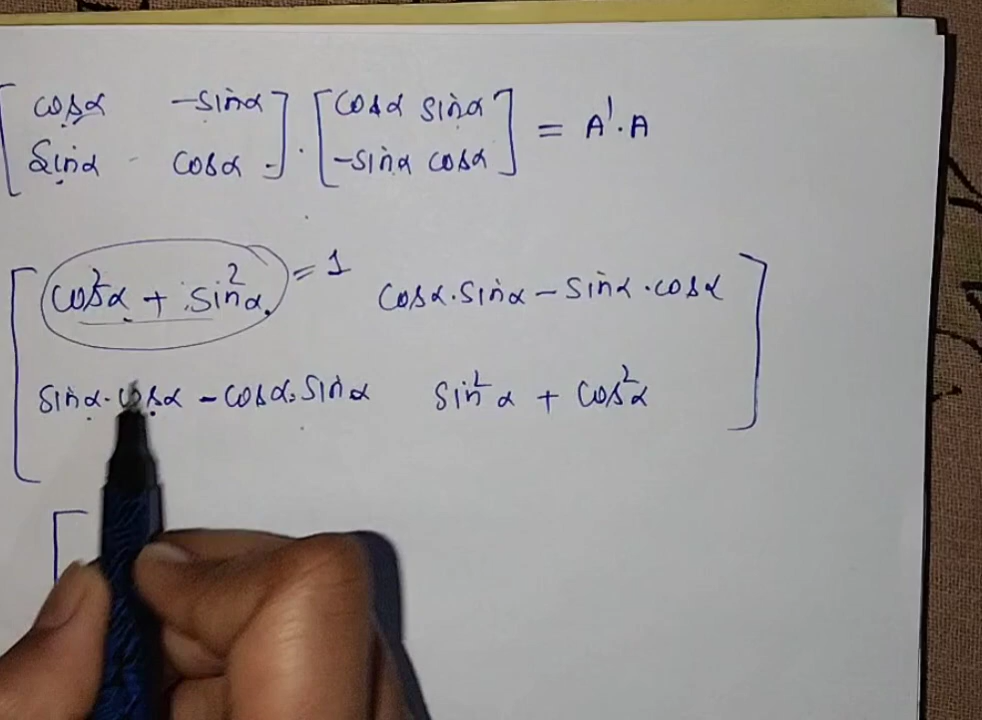 [cosα -sinα sinα cosα] · [cosα sinα -sinα cosα] = A'·A
[cos²α + sin²α = 1 cosα.sinα - sinα.cosα
sinα.cosα - cosα.sinα sin²α + cos²α]
[